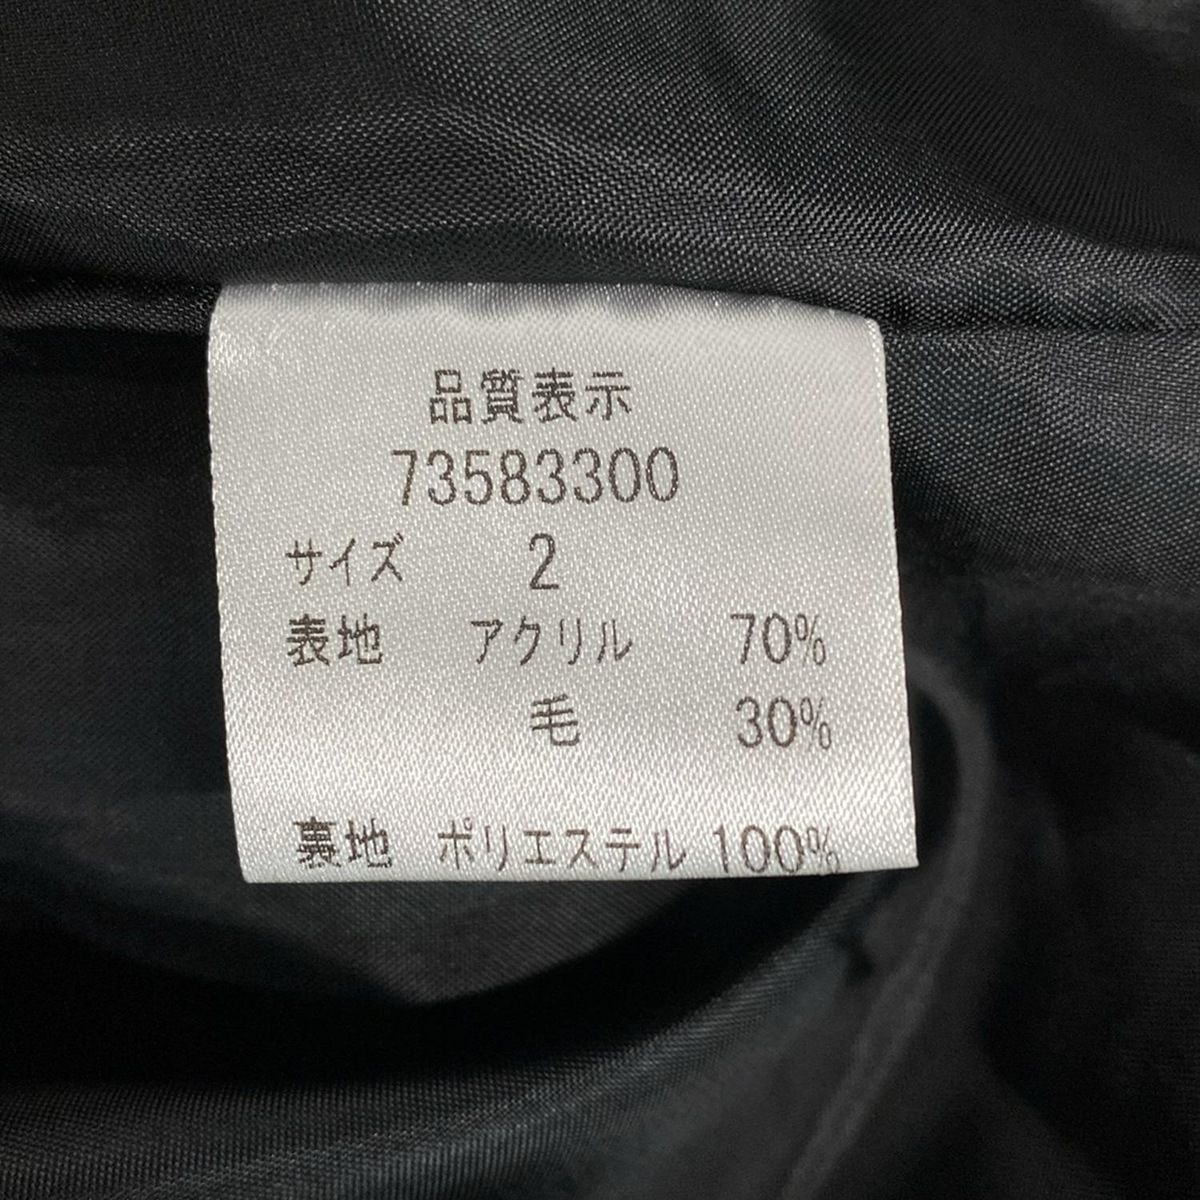 品質表示
73583300
サイズ 2
表地 アクリル 70%
毛 30%
裏地 ポリエステル 100%